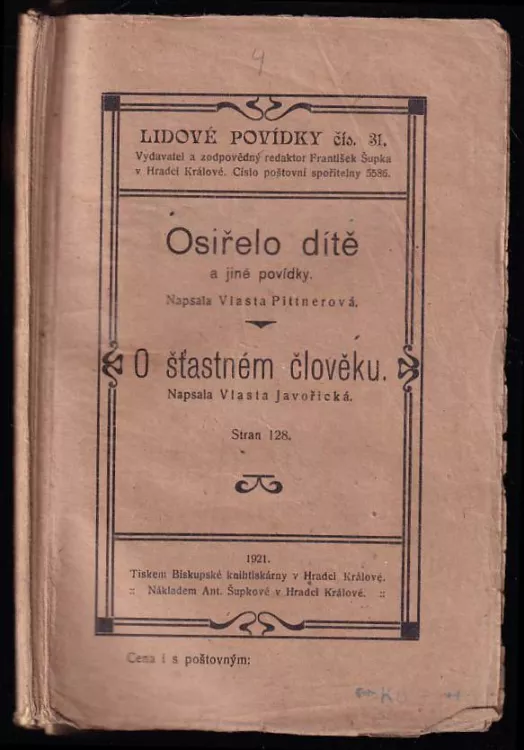 4
LIDOVÉ POVÍDKY čís. 31.
Vydavatel a zodpovědný redaktor František Šupka
v Hradci Králové. Číslo poštovní spořitelny 5586.
Osiřelo dítě
a jiné povídky.
Napsala Vlasta Pittnerová.
O šťastném člověku.
Napsala Vlasta Javořická.
Stran 128.
1921.
Tiskem Biskupské knihtiskárny v Hradci Králové.
:: Nákladem Ant. Šupkové v Hradci Králové. ::
Cena i s poštovným: